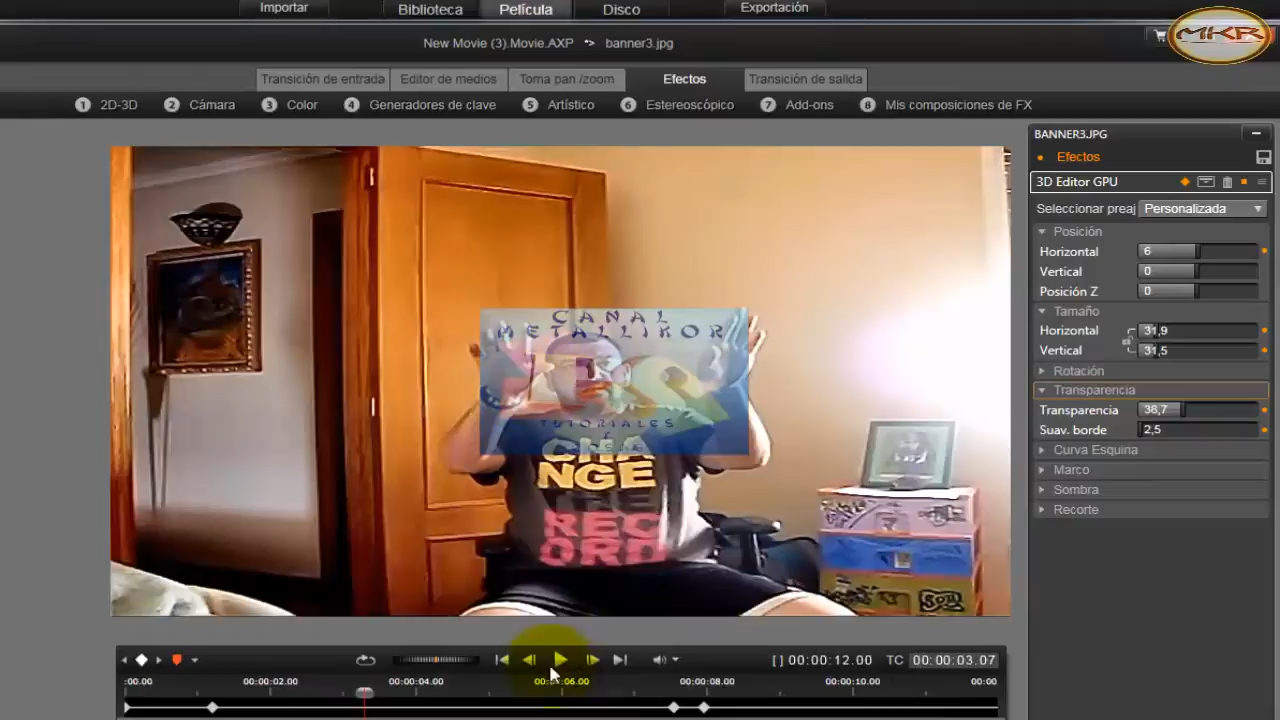 Importar Biblioteca Película Disco Exportación
New Movie (3).Movie.AXP banner3.jpg
MKR
Transición de entrada Editor de medios Toma pan /zoom Efectos Transición de salida
1 2D-3D 2 Cámara 3 Color 4 Generadores de clave 5 Artístico 6 Estereoscópico 7 Add-ons 8 Mis composiciones de FX
BANNER3.JPG
Efectos
3D Editor GPU
Seleccionar preaj Personalizada
Posición
Horizontal 6
Vertical 0
Posición Z 0
Tamaño
Horizontal 31,9
Vertical 31,5
Rotación
Transparencia
Transparencia 38,7
Suav. borde 2,5
Curva Esquina
Marco
Sombra
Recorte
CANAL
METALLIKOR
TUTORIALES
CHA
NGE
THE
REC
ORD
[ ] 00:00:12.00 TC 00:00:03.07
:00.00 00:00:02.00 00:00:04.00 00:00:06.00 00:00:08.00 00:00:10.00 00:00